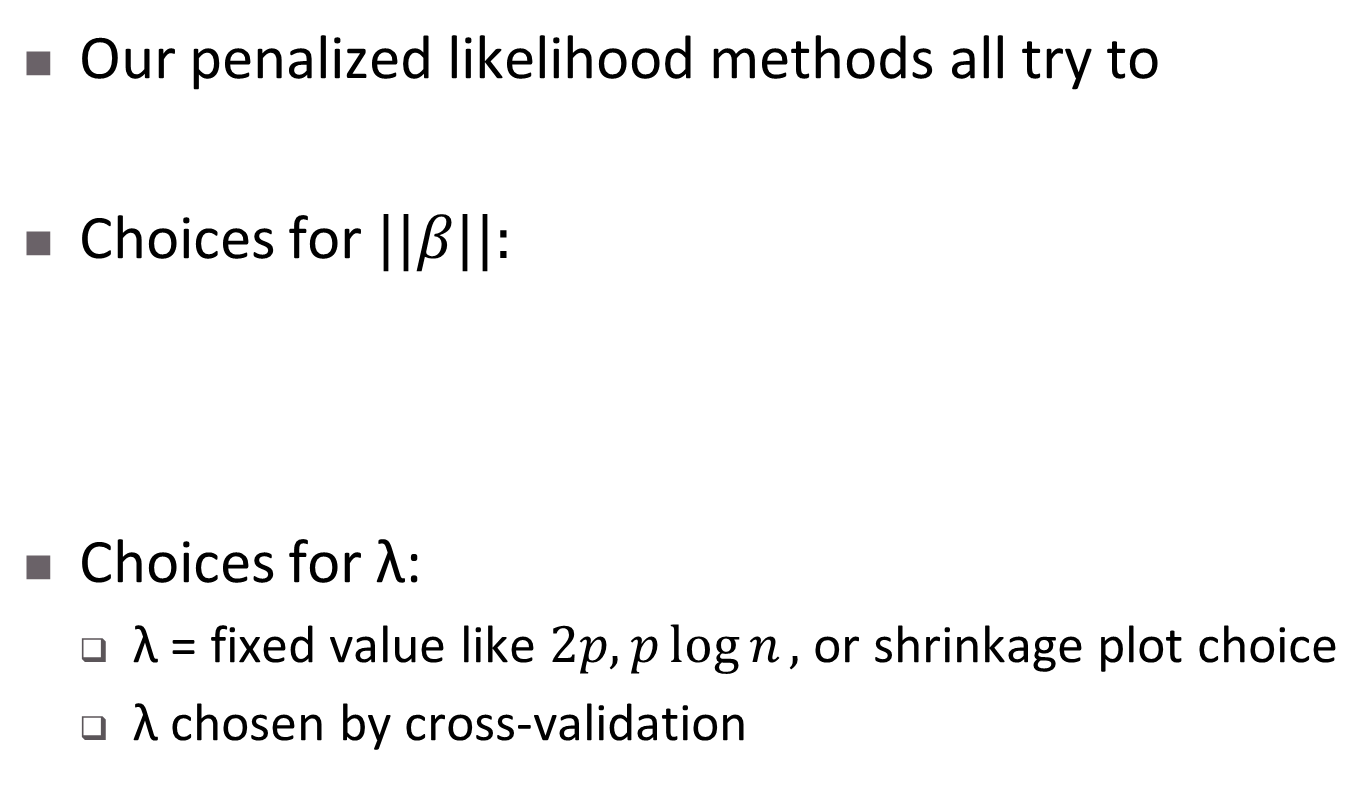 Our penalized likelihood methods all try to
Choices for ||β||:
Choices for λ:
λ = fixed value like 2p, p log n, or shrinkage plot choice
λ chosen by cross-validation